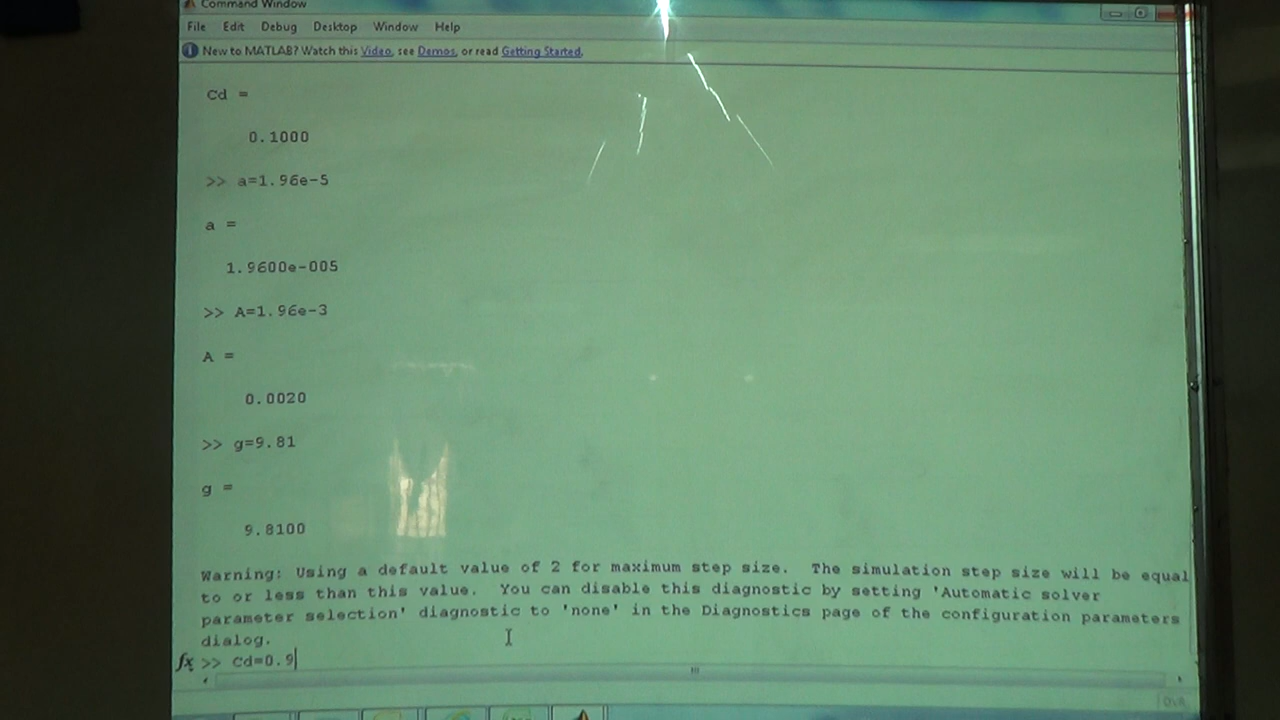 Command Window
File Edit Debug Desktop Window Help
New to MATLAB? Watch this Video, see Demos, or read Getting Started.
Cd =
0.1000
>> a=1.96e-5
a =
1.9600e-005
>> A=1.96e-3
A =
0.0020
>> g=9.81
g =
9.8100
Warning: Using a default value of 2 for maximum step size. The simulation step size will be equal
to or less than this value. You can disable this diagnostic by setting 'Automatic solver
parameter selection' diagnostic to 'none' in the Diagnostics page of the configuration parameters
dialog.
fx >> Cd=0.9
OVR